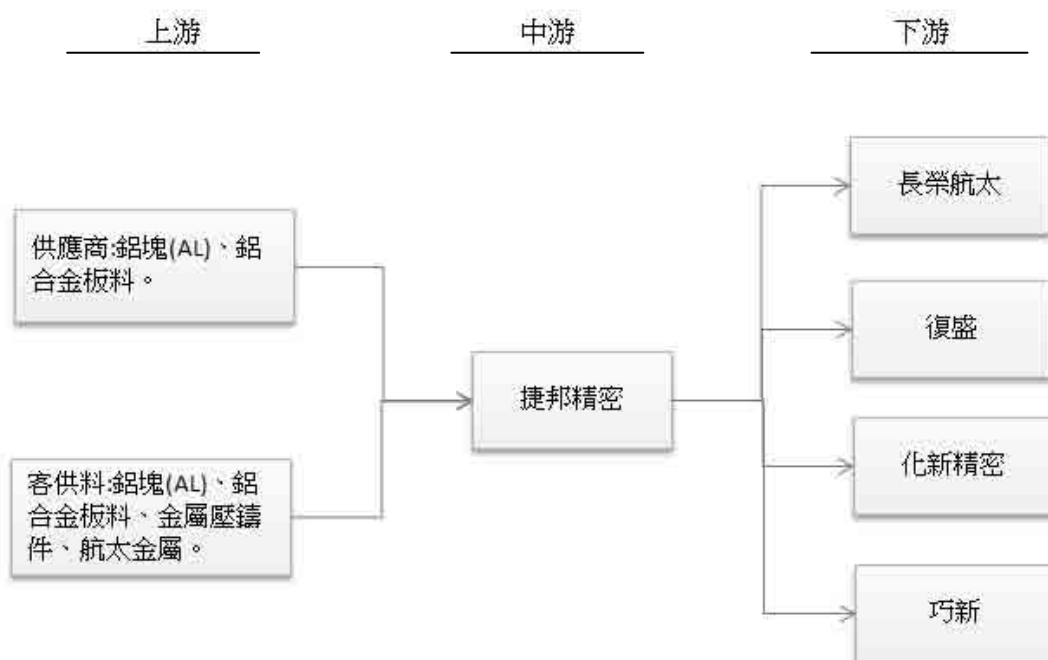 上游
中游
下游
長榮航太
供應商:鋁塊(AL)、鋁
合金板料。
復盛
捷邦精密
化新精密
客供料:鋁塊(AL)、鋁
合金板料、金屬壓鑄
件、航太金屬。
巧新